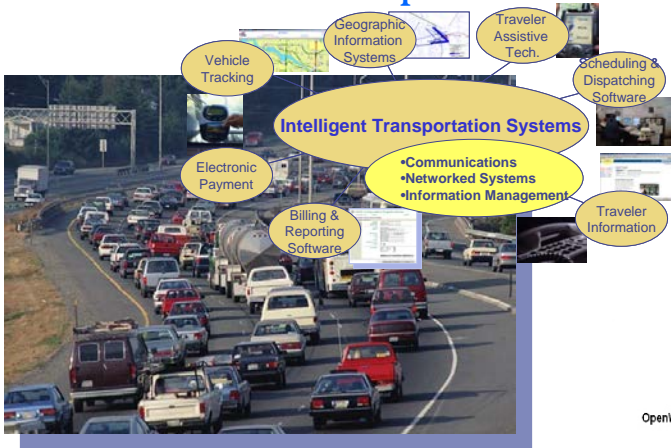 Geographic
Information
Systems
Traveler
Assistive
Tech.
Vehicle
Tracking
Scheduling &
Dispatching
Software
Intelligent Transportation Systems
Electronic
Payment
•Communications
•Networked Systems
•Information Management
Billing &
Reporting
Software
Traveler
Information